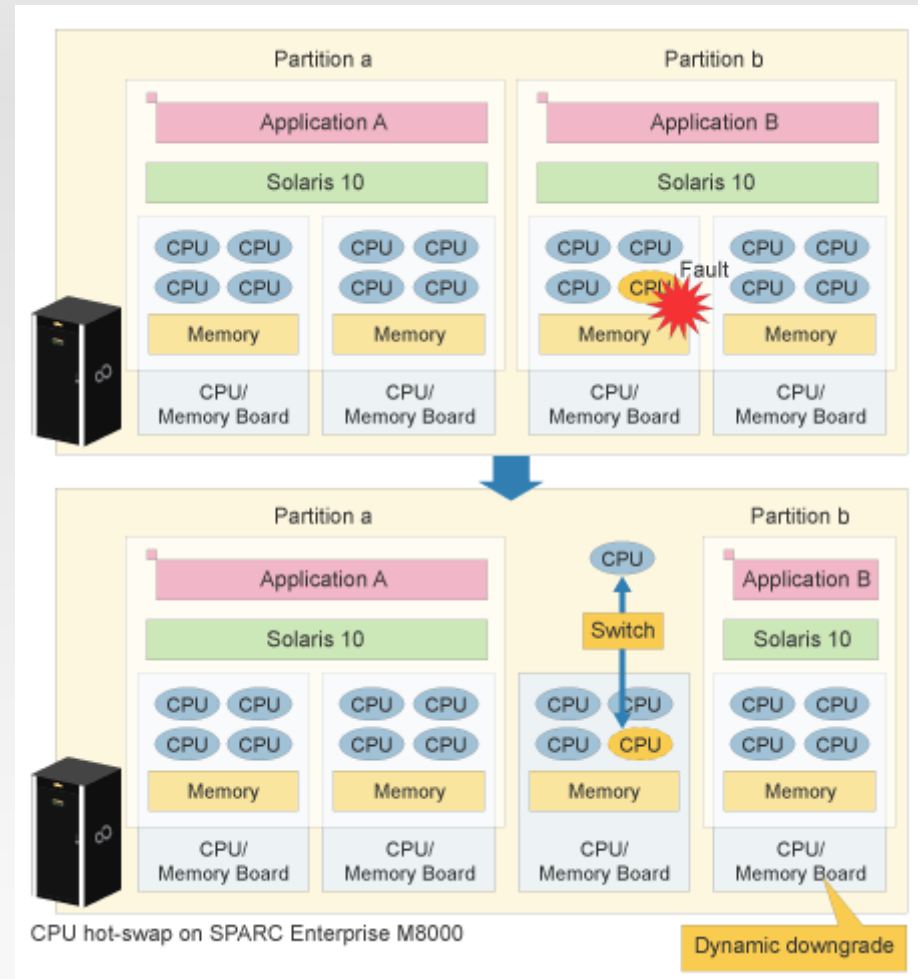 Partition a
Partition b
Application A
Application B
Solaris 10
Solaris 10
CPU CPU CPU CPU CPU CPU CPU CPU
Fault
CPU CPU CPU CPU CPU CPU CPU CPU
Memory
Memory
Memory
Memory
CPU/
Memory Board
CPU/
Memory Board
CPU/
Memory Board
CPU/
Memory Board
Partition a
Partition b
CPU
Application A
Application B
Switch
Solaris 10
Solaris 10
CPU CPU CPU CPU CPU CPU CPU CPU
CPU CPU CPU CPU CPU CPU CPU CPU
Memory
Memory
Memory
Memory
CPU/
Memory Board
CPU/
Memory Board
CPU/
Memory Board
CPU/
Memory Board
CPU hot-swap on SPARC Enterprise M8000
Dynamic downgrade